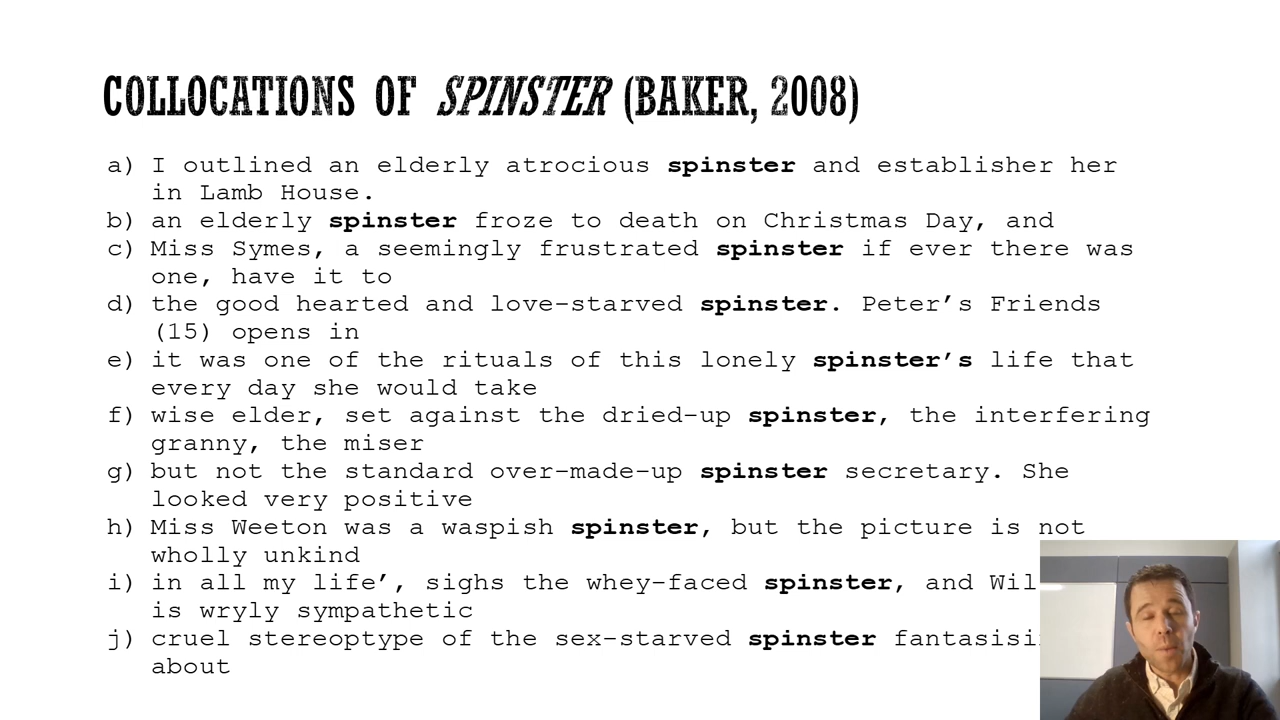 COLLOCATIONS OF SPINSTER (BAKER, 2008)
a) I outlined an elderly atrocious spinster and establisher her
in Lamb House.
b) an elderly spinster froze to death on Christmas Day, and
c) Miss Symes, a seemingly frustrated spinster if ever there was
one, have it to
d) the good hearted and love-starved spinster. Peter’s Friends
(15) opens in
e) it was one of the rituals of this lonely spinster’s life that
every day she would take
f) wise elder, set against the dried-up spinster, the interfering
granny, the miser
g) but not the standard over-made-up spinster secretary. She
looked very positive
h) Miss Weeton was a waspish spinster, but the picture is not
wholly unkind
i) in all my life’, sighs the whey-faced spinster, and
is wryly sympathetic
j) cruel stereoptype of the sex-starved spinster
about